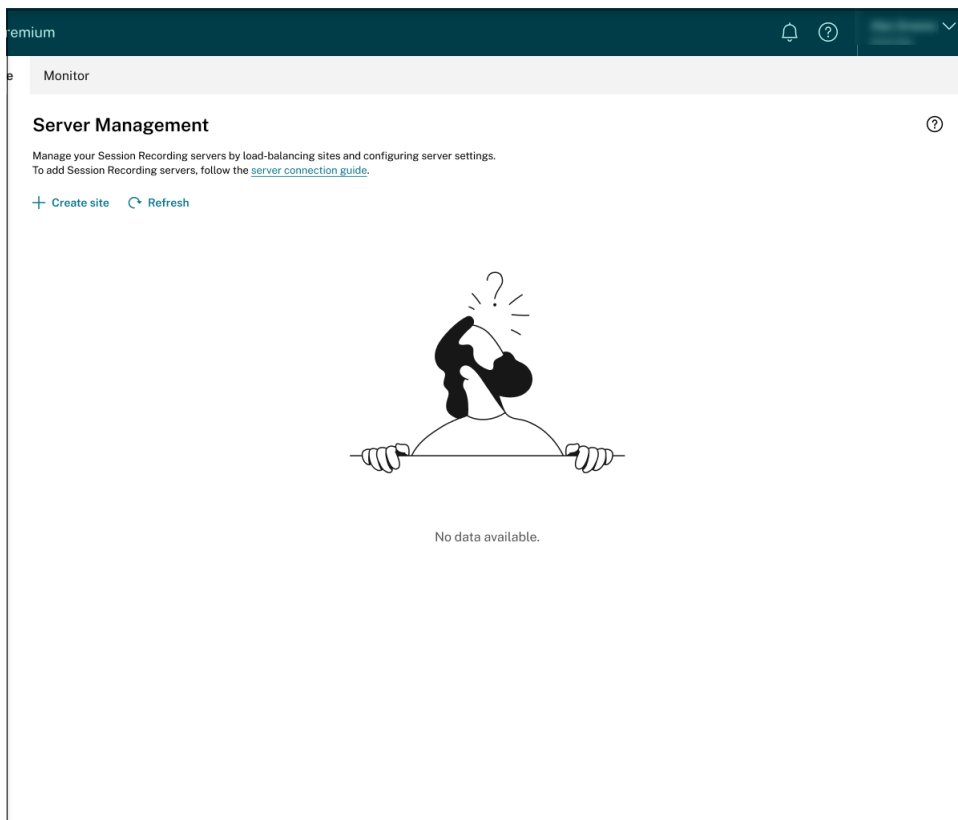 remium
e
Monitor
Server Management
Manage your Session Recording servers by load-balancing sites and configuring server settings.
To add Session Recording servers, follow the server connection guide.
Create site
Refresh
?
No data available.